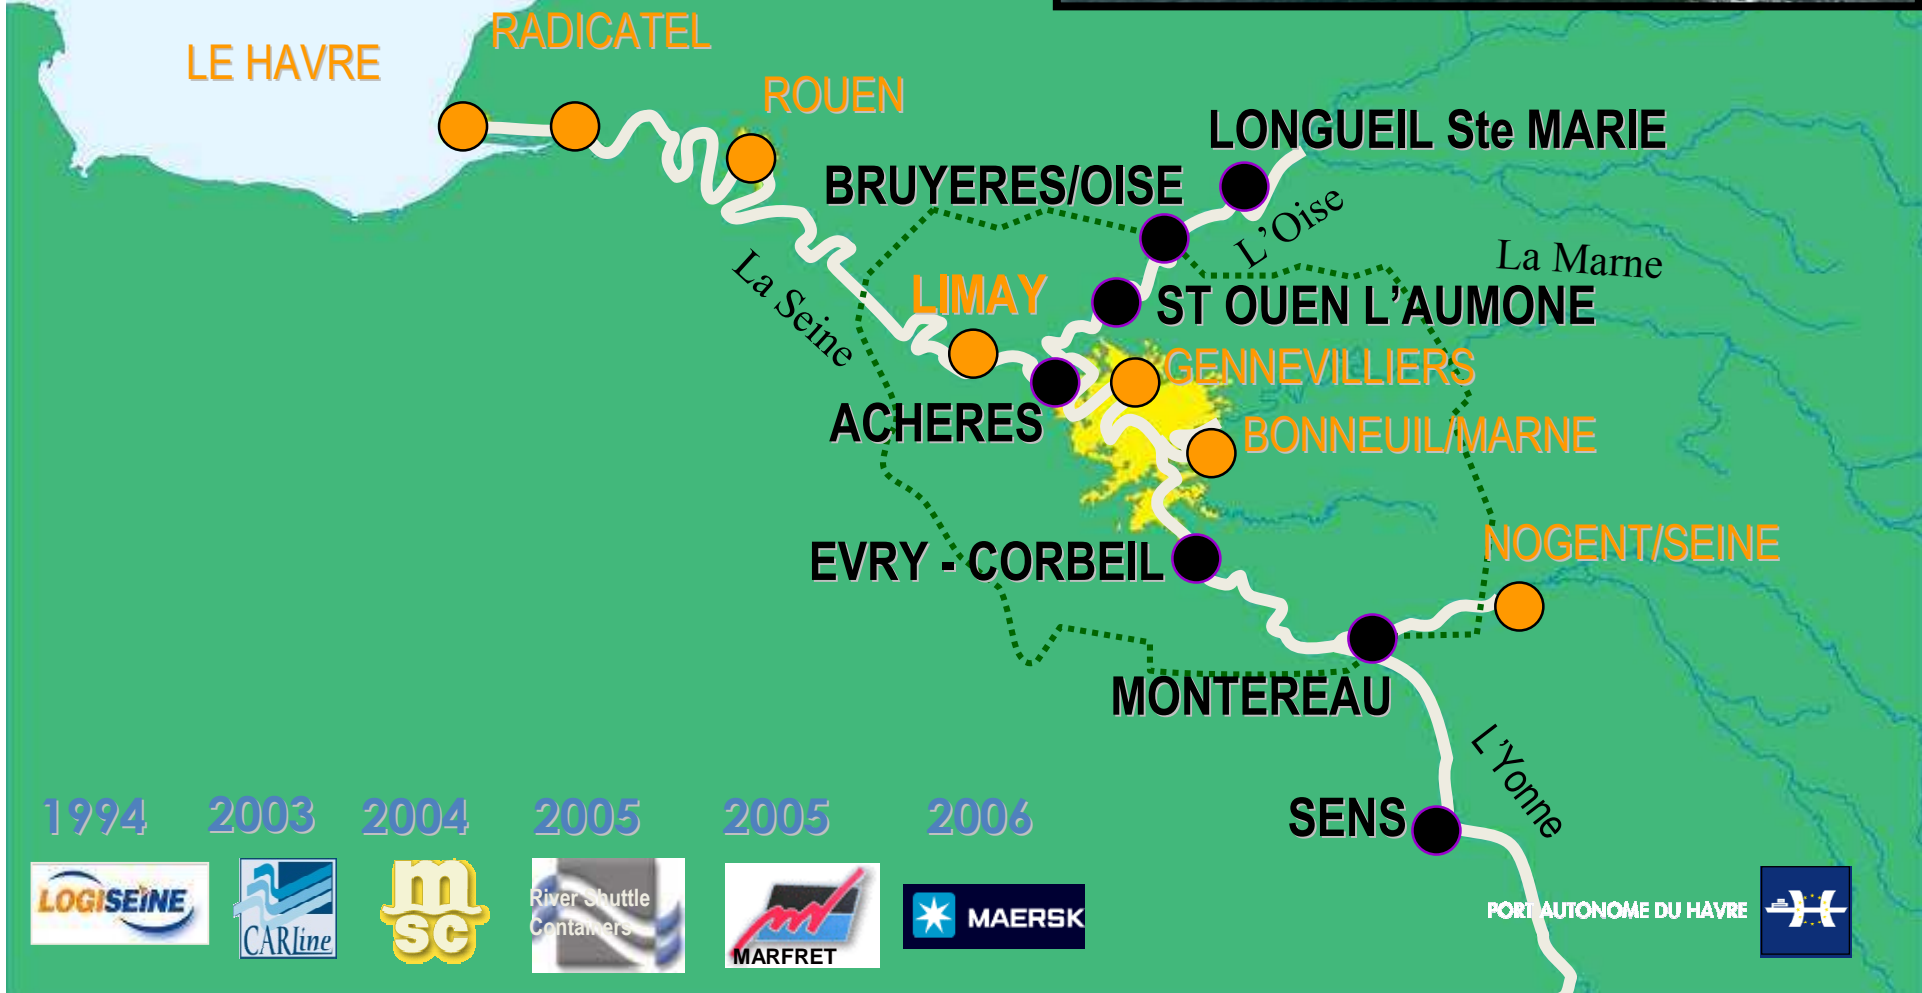 RADICATEL
LE HAVRE
ROUEN
LONGUEIL Ste MARIE
BRUYERES/OISE
L'Oise
La Marne
La Seine
LIMAY
ST OUEN L'AUMONE
GENNEVILLIERS
ACHERES
BONNEUIL/MARNE
NOGENT/SEINE
EVRY - CORBEIL
MONTEREAU
L'Yonne
SENS
1994 2003 2004 2005 2005 2006
LOGISEINE
CARLine
msc
River Shuttle
Containers
MARFRET
MAERSK
PORT AUTONOME DU HAVRE